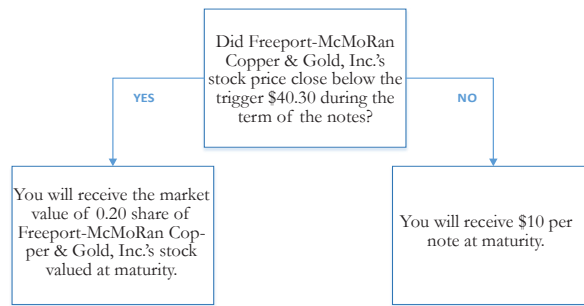 Did Freeport-McMoRan
Copper & Gold, Inc.'s
stock price close below the
trigger $40.30 during the
term of the notes?
YES
NO
You will receive the market
value of 0.20 share of
Freeport-McMoRan Cop-
per & Gold, Inc.'s stock
valued at maturity.
You will receive $10 per
note at maturity.